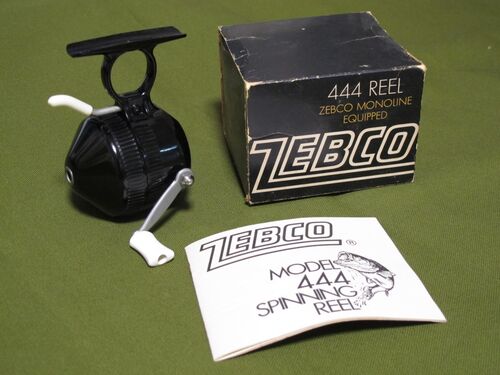 444 REEL
ZEBCO MONOLINE
EQUIPPED
ZEBCO
ZEBCO®
MODEL
444
SPINNING
REEL